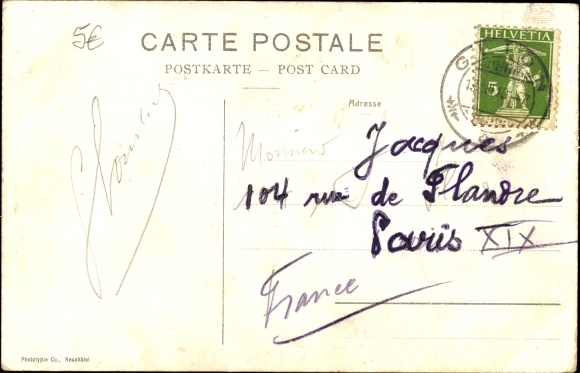 5€
CARTE POSTALE
POSTKARTE — POST CARD
HELVETIA
5
Adresse
Monsieur
Jacques
104 rue de Flandre
Paris XIX
France
Phototypie Co., Neuchâtel